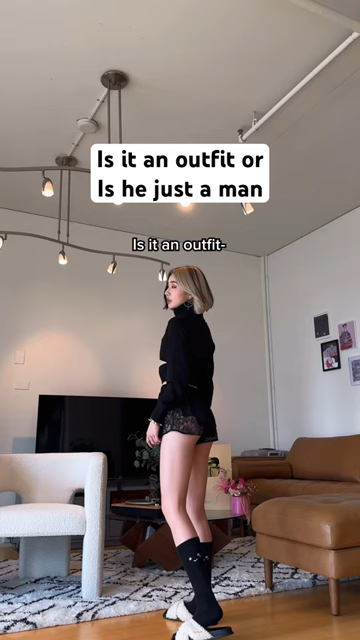 Is it an outfit or
Is he just a man
Is it an outfit-